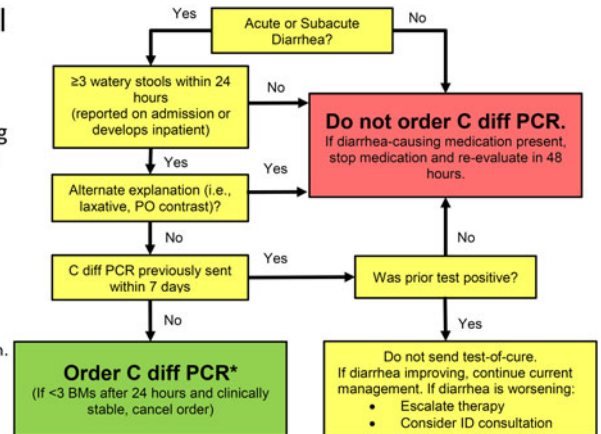 l
g
n.
Acute or Subacute
Diarrhea?
Yes
No
≥3 watery stools within 24
hours
(reported on admission or
develops inpatient)
No
Do not order C diff PCR.
If diarrhea-causing medication present,
stop medication and re-evaluate in 48
hours.
Yes
Alternate explanation (i.e.,
laxative, PO contrast)?
Yes
No
No
C diff PCR previously sent
within 7 days
Yes
Was prior test positive?
No
Yes
Order C diff PCR*
(If <3 BMs after 24 hours and clinically
stable, cancel order)
Do not send test-of-cure.
If diarrhea improving, continue current
management. If diarrhea is worsening:
• Escalate therapy
• Consider ID consultation